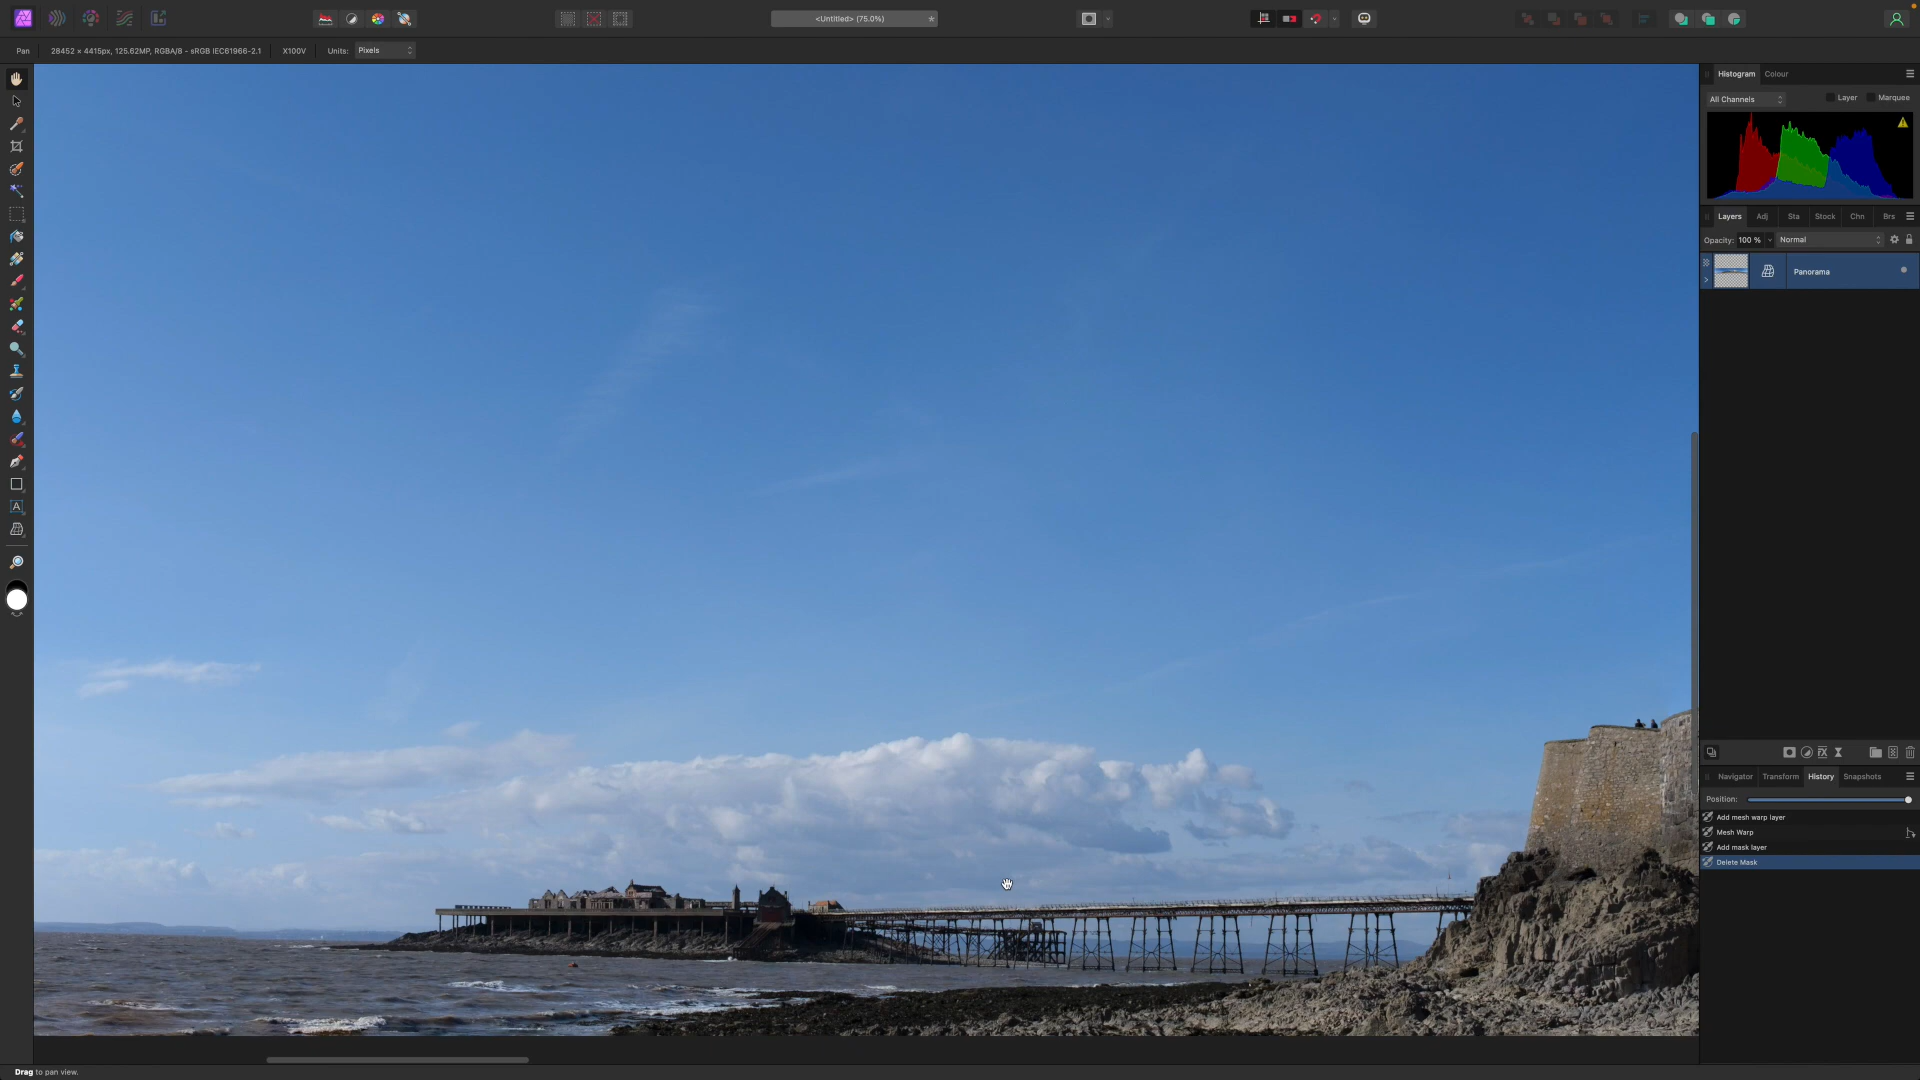 <Untitled> (75.0%)
Pan
28452 × 4415px, 125.62MP, RGBA/8 - sRGB IEC61966-2.1
X100V
Units:
Pixels
Histogram
Colour
All Channels
Layer
Marquee
Layers
Adj
Sta
Stock
Chn
Brs
Opacity:
100 %
Normal
Panorama
Navigator
Transform
History
Snapshots
Position:
Add mesh warp layer
Mesh Warp
Add mask layer
Delete Mask
Drag to pan view.